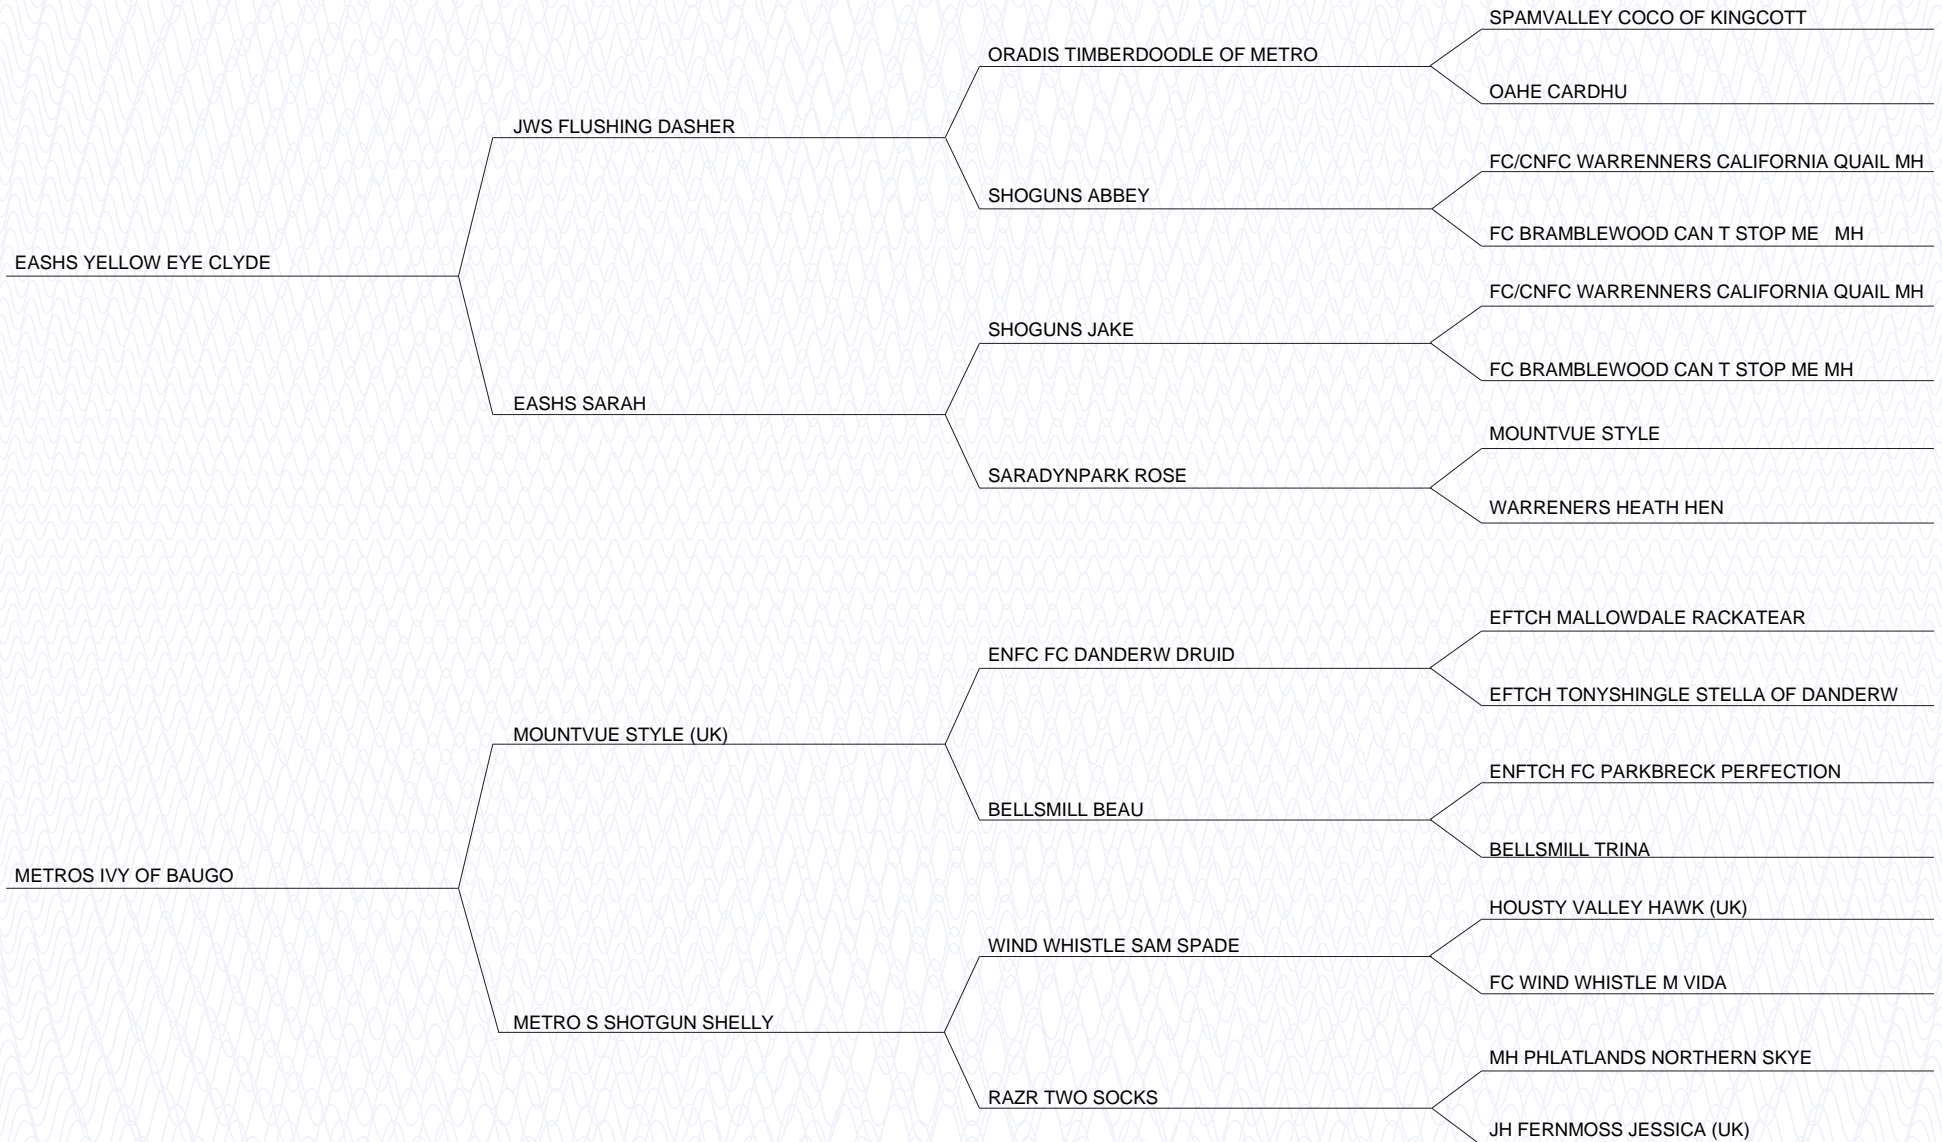 SPAMVALLEY COCO OF KINGCOTT
ORADIS TIMBERDOODLE OF METRO
OAHE CARDHU
JWS FLUSHING DASHER
FC/CNFC WARRENNERS CALIFORNIA QUAIL MH
SHOGUNS ABBEY
FC BRAMBLEWOOD CAN T STOP ME   MH
EASHS YELLOW EYE CLYDE
FC/CNFC WARRENNERS CALIFORNIA QUAIL MH
SHOGUNS JAKE
FC BRAMBLEWOOD CAN T STOP ME MH
EASHS SARAH
MOUNTVUE STYLE
SARADYNPARK ROSE
WARRENERS HEATH HEN
EFTCH MALLOWDALE RACKATEAR
ENFC FC DANDERW DRUID
EFTCH TONYSHINGLE STELLA OF DANDERW
MOUNTVUE STYLE (UK)
ENFTCH FC PARKBRECK PERFECTION
BELLSMILL BEAU
BELLSMILL TRINA
METROS IVY OF BAUGO
HOUSTY VALLEY HAWK (UK)
WIND WHISTLE SAM SPADE
FC WIND WHISTLE M VIDA
METRO S SHOTGUN SHELLY
MH PHLATLANDS NORTHERN SKYE
RAZR TWO SOCKS
JH FERNMOSS JESSICA (UK)